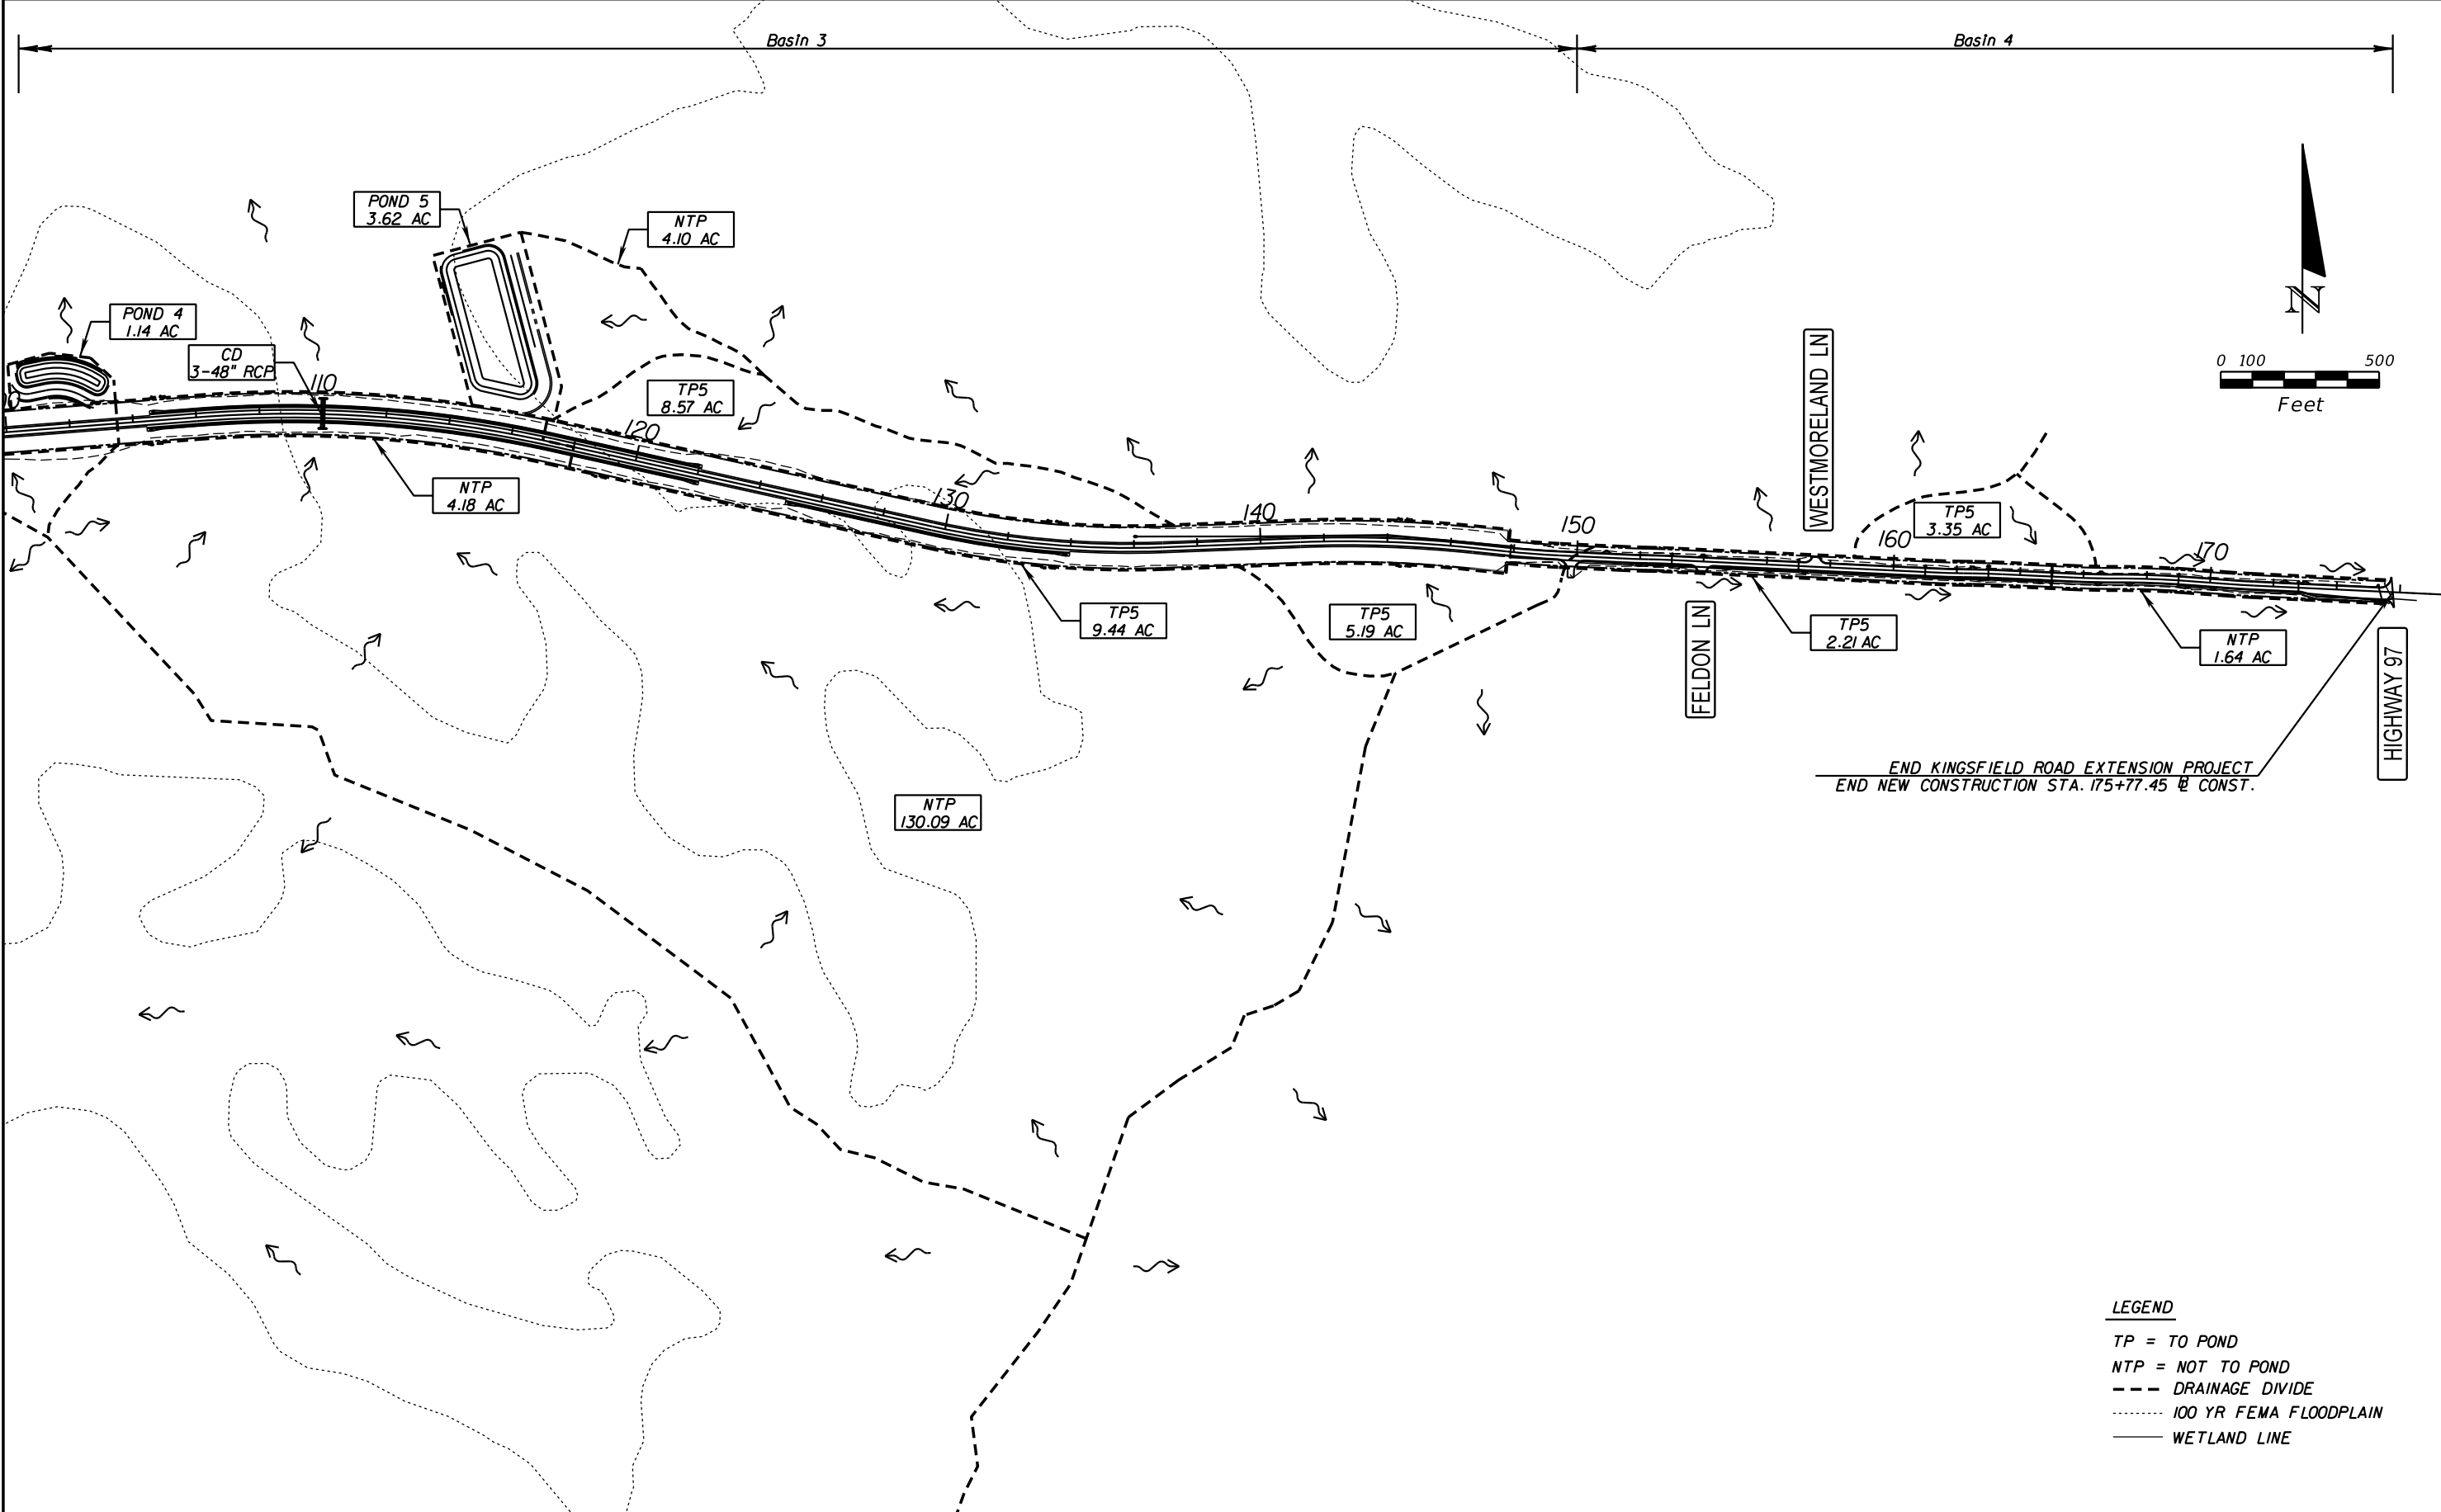 Basin 3
Basin 4
POND 5
3.62 AC
NTP
4.10 AC
N
POND 4
1.14 AC
CD
3-48" RCP
110
TP5
8.57 AC
120
NTP
4.18 AC
130
140
150
WESTMORELAND LN
0 100 500
Feet
160
TP5
3.35 AC
170
TP5
9.44 AC
TP5
5.19 AC
FELDON LN
TP5
2.21 AC
NTP
1.64 AC
HIGHWAY 97
END KINGSFIELD ROAD EXTENSION PROJECT
END NEW CONSTRUCTION STA. 175+77.45 BL CONST.
NTP
130.09 AC
LEGEND
TP = TO POND
NTP = NOT TO POND
DRAINAGE DIVIDE
100 YR FEMA FLOODPLAIN
WETLAND LINE